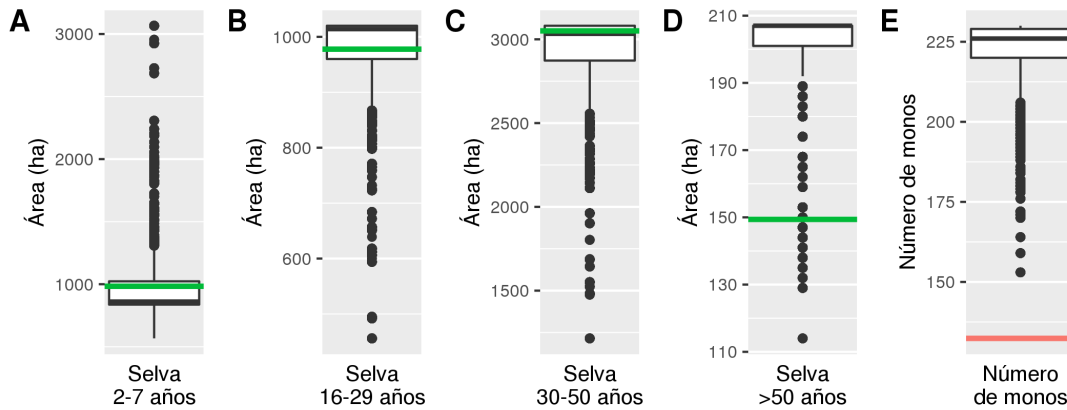 A
Área (ha)
3000
2000
1000
Selva
2-7 años
B
Área (ha)
1000
800
600
Selva
16-29 años
C
Área (ha)
3000
2500
2000
1500
Selva
30-50 años
D
Área (ha)
210
190
170
150
130
110
Selva
>50 años
E
Número de monos
225
200
175
150
Número
de monos